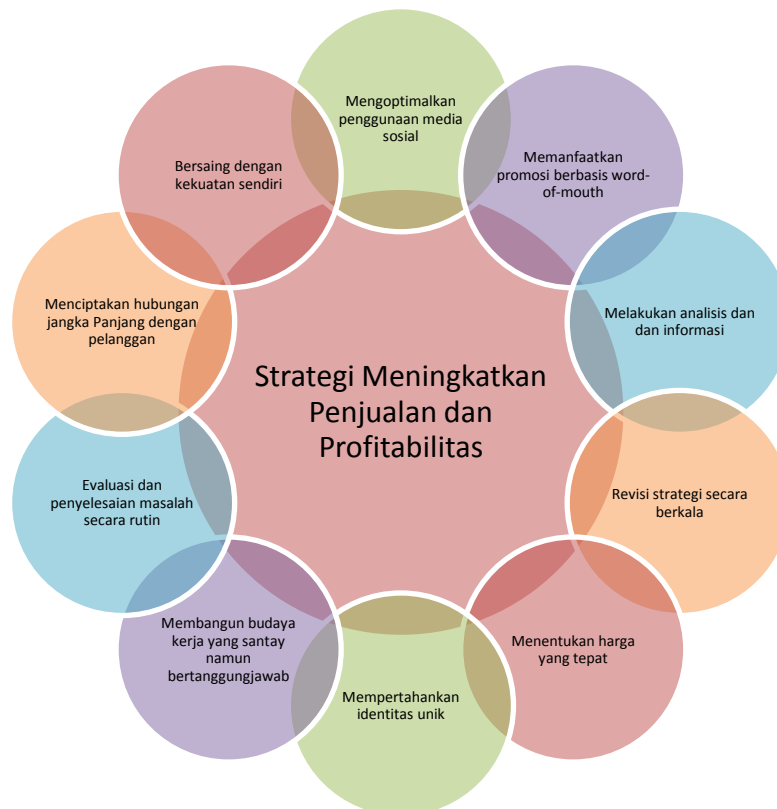 Mengoptimalkan
penggunaan media
sosial
Memanfaatkan
promosi berbasis word-
of-mouth
Melakukan analisis dan
dan informasi
Revisi strategi secara
berkala
Menentukan harga
yang tepat
Mempertahankan
identitas unik
Membangun budaya
kerja yang santay
namun
bertanggungjawab
Evaluasi dan
penyelesaian masalah
secara rutin
Menciptakan hubungan
jangka Panjang dengan
pelanggan
Bersaing dengan
kekuatan sendiri
Strategi Meningkatkan
Penjualan dan
Profitabilitas